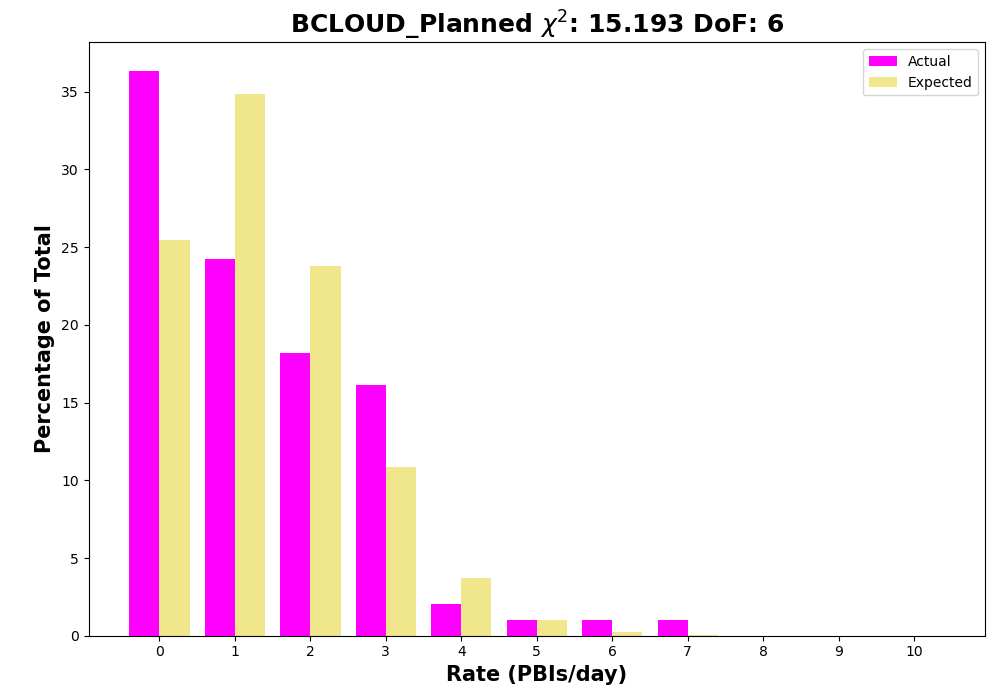 BCLOUD_Planned χ²: 15.193 DoF: 6
Actual
Expected
Percentage of Total
35
30
25
20
15
10
5
0
0 1 2 3 4 5 6 7 8 9 10
Rate (PBIs/day)